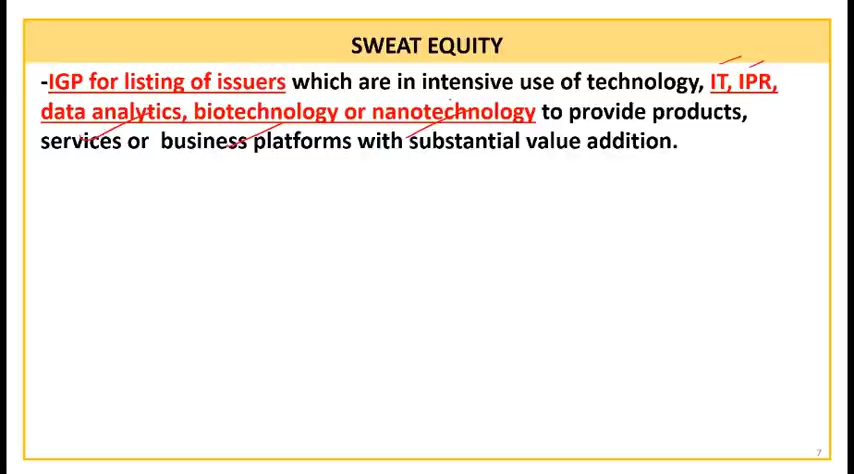 SWEAT EQUITY
-IGP for listing of issuers which are in intensive use of technology, IT, IPR,
data analytics, biotechnology or nanotechnology to provide products,
services or business platforms with substantial value addition.
7